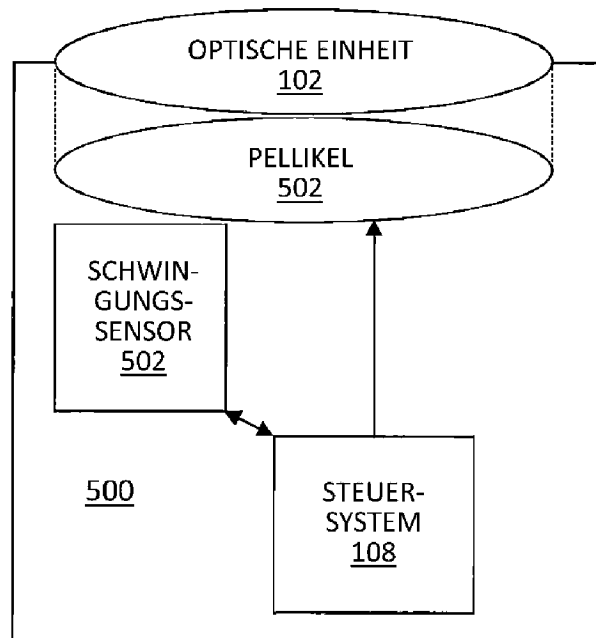 OPTISCHE EINHEIT
102
PELLIKEL
502
SCHWIN-
GUNGS-
SENSOR
502
500
STEUER-
SYSTEM
108